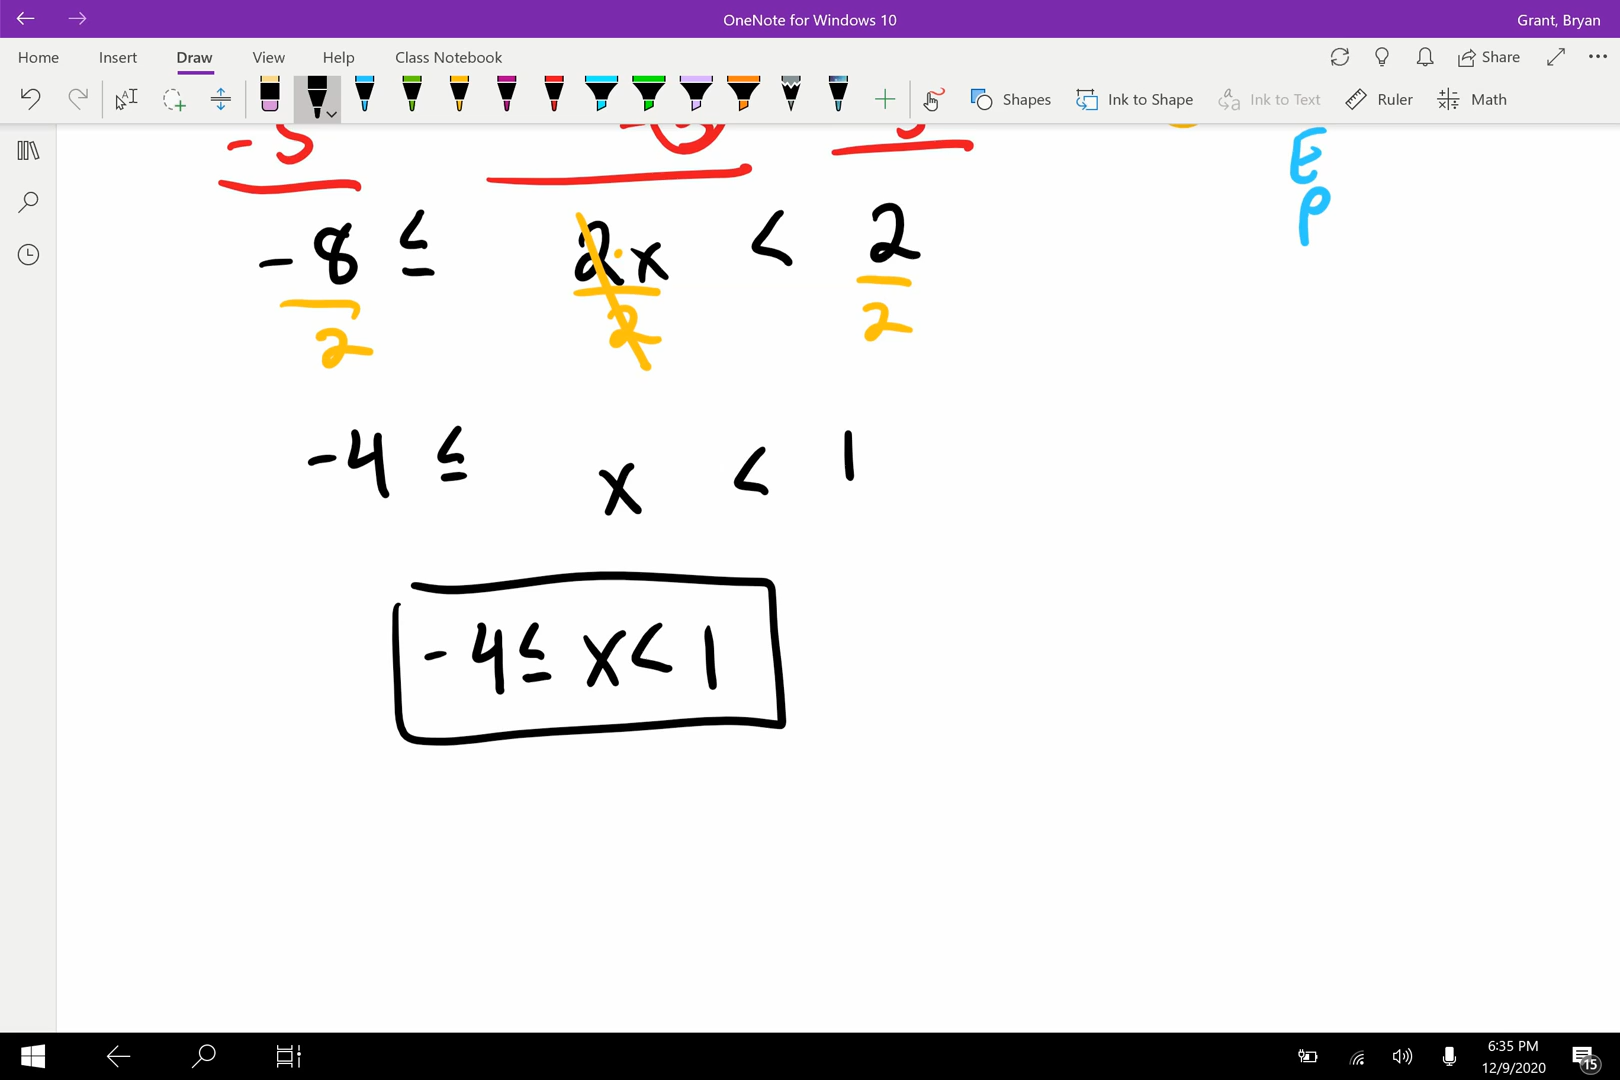 OneNote for Windows 10
Grant, Bryan
Home Insert Draw View Help Class Notebook Share
Shapes Ink to Shape Ink to Text Ruler Math
E
P
-8 ≤ 2·x < 2
2 2 2
-4 ≤ x < 1
-4 ≤ x < 1
6:35 PM
12/9/2020
15